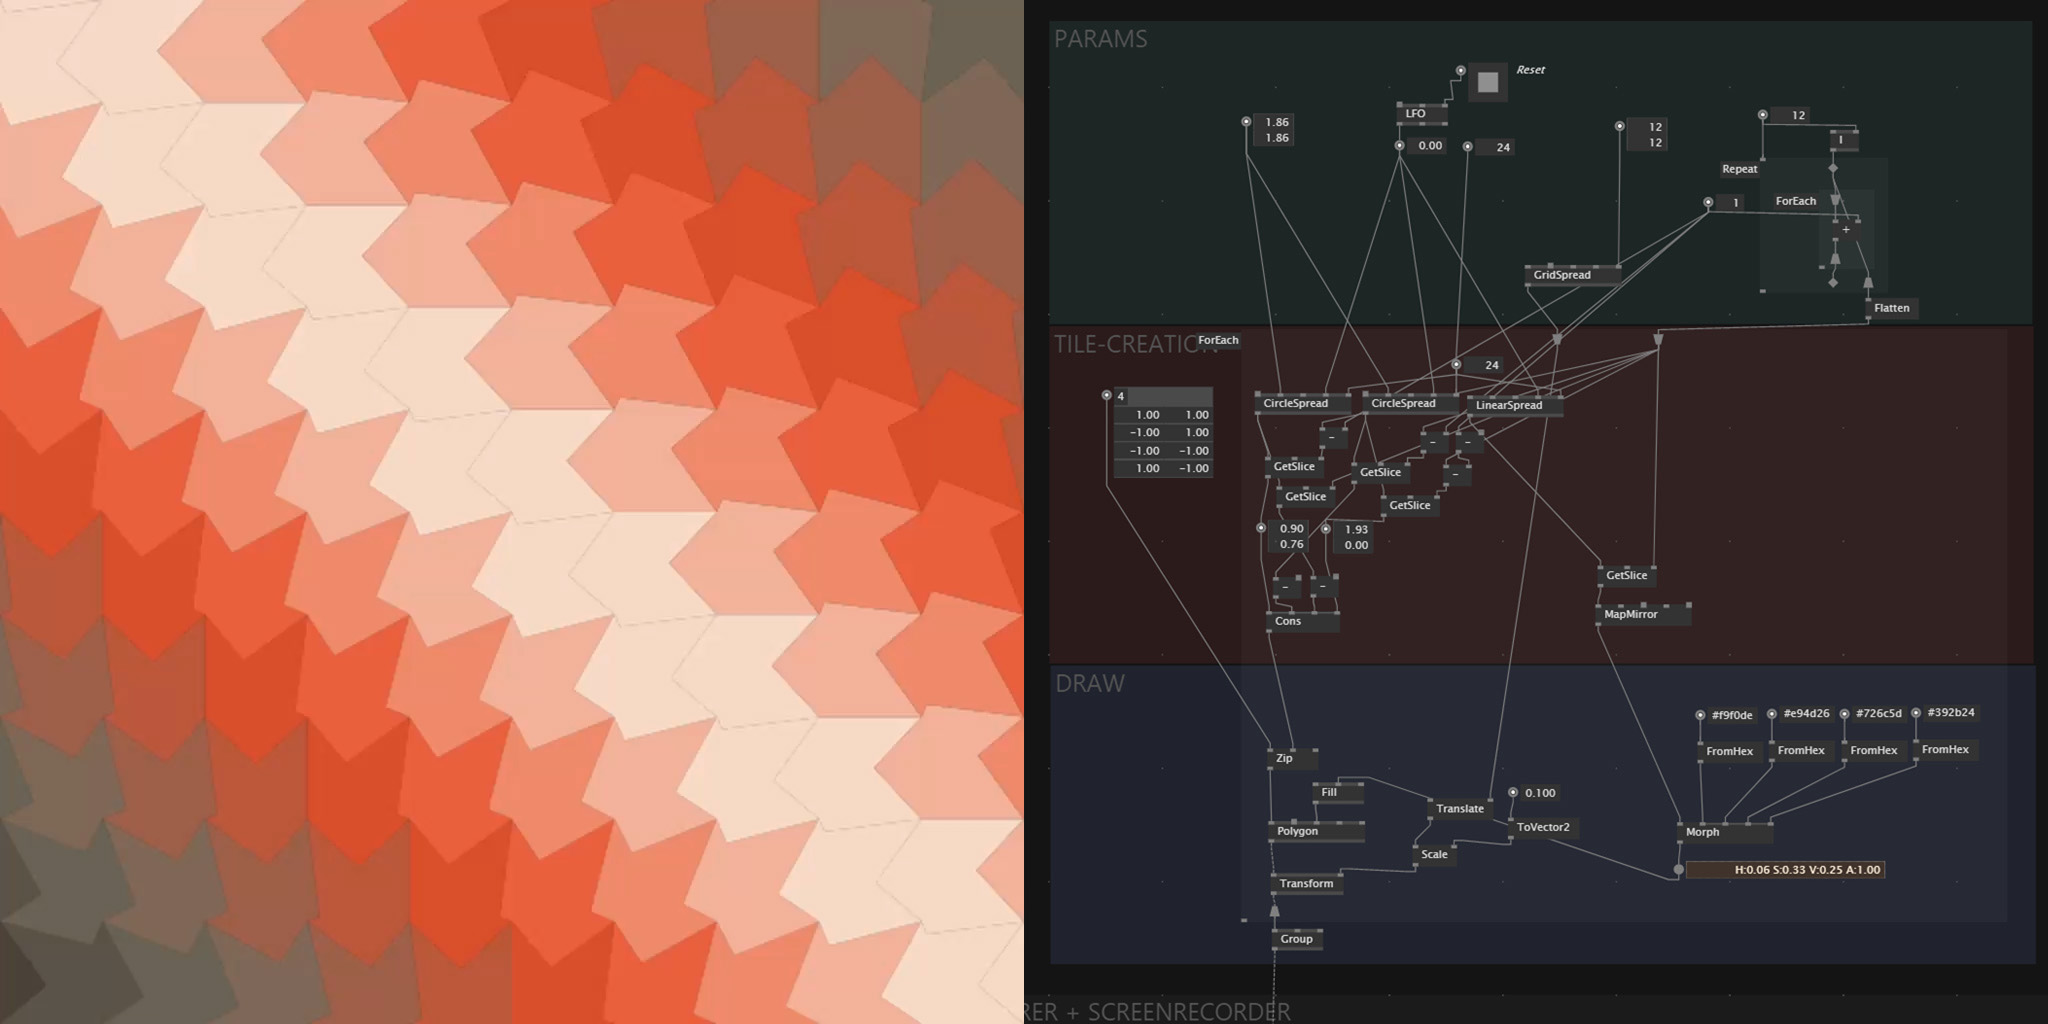 PARAMS
Reset
LFO
1.86
1.86
0.00
24
12
12
12
I
Repeat
ForEach
1
+
GridSpread
Flatten
TILE-CREATION
ForEach
24
4
1.00 1.00
-1.00 1.00
-1.00 -1.00
1.00 -1.00
CircleSpread
CircleSpread
LinearSpread
-
-
-
GetSlice
GetSlice
-
GetSlice
GetSlice
0.90
0.76
1.93
0.00
-
-
Cons
GetSlice
MapMirror
DRAW
#f9f0de
#e94d26
#726c5d
#392b24
FromHex
FromHex
FromHex
FromHex
Zip
Fill
Translate
0.100
Polygon
ToVector2
Morph
Scale
H:0.06 S:0.33 V:0.25 A:1.00
Transform
Group
RER + SCREENRECORDER